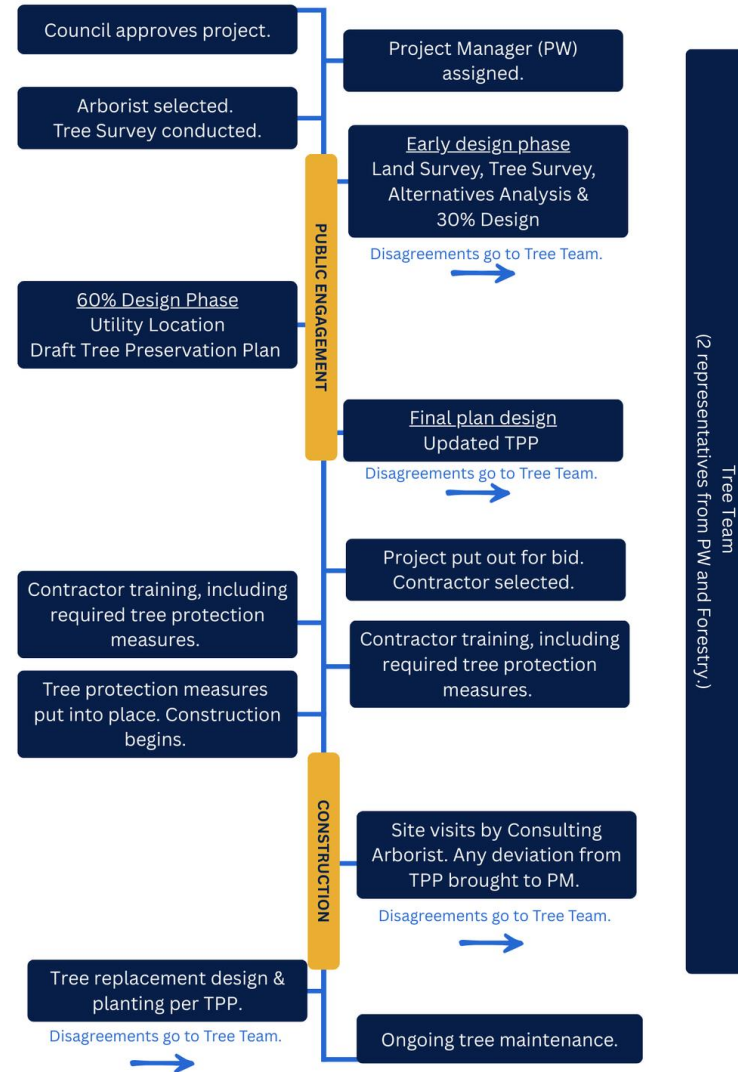 Council approves project.
Project Manager (PW)
assigned.
Arborist selected.
Tree Survey conducted.
Early design phase
Land Survey, Tree Survey,
Alternatives Analysis &
30% Design
Disagreements go to Tree Team.
PUBLIC ENGAGEMENT
60% Design Phase
Utility Location
Draft Tree Preservation Plan
Final plan design
Updated TPP
Disagreements go to Tree Team.
Project put out for bid.
Contractor selected.
Contractor training, including
required tree protection
measures.
Contractor training, including
required tree protection
measures.
Tree protection measures
put into place. Construction
begins.
CONSTRUCTION
Site visits by Consulting
Arborist. Any deviation from
TPP brought to PM.
Disagreements go to Tree Team.
Tree replacement design &
planting per TPP.
Disagreements go to Tree Team.
Ongoing tree maintenance.
Tree Team
(2 representatives from PW and Forestry.)